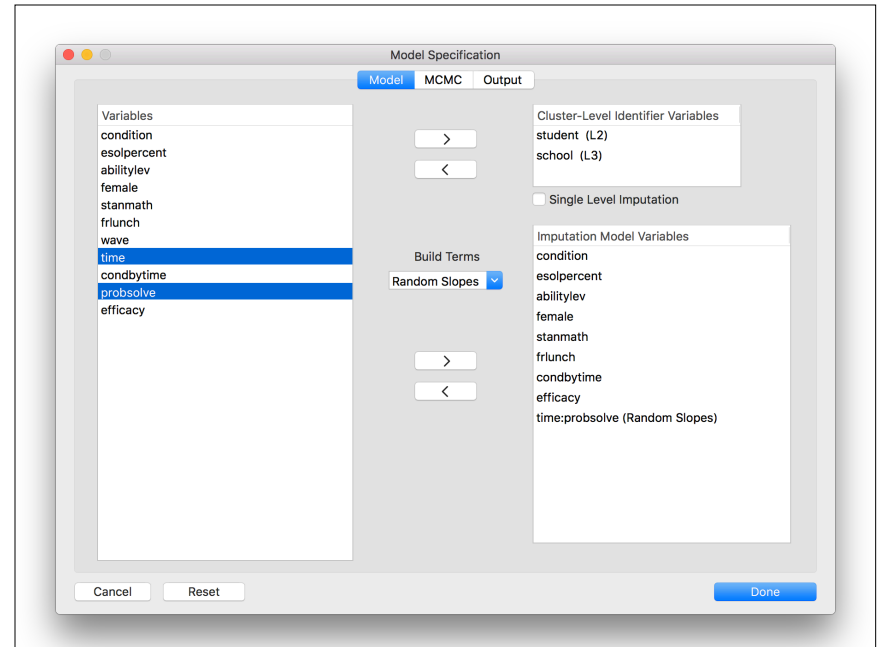 Model Specification
Model MCMC Output
Variables
condition
esolpercent
abilitylev
female
stanmath
frlunch
wave
time
condbytime
probsolve
efficacy
>
<
Build Terms
Random Slopes
>
<
Cluster-Level Identifier Variables
student (L2)
school (L3)
Single Level Imputation
Imputation Model Variables
condition
esolpercent
abilitylev
female
stanmath
frlunch
condbytime
efficacy
time:probsolve (Random Slopes)
Cancel Reset Done